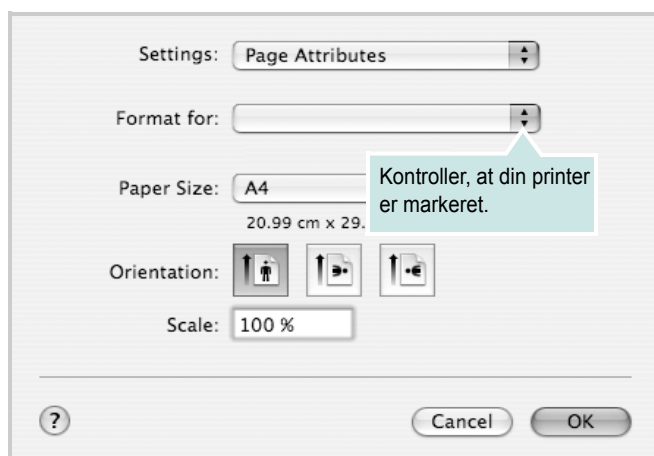 Settings: Page Attributes
Format for:
Kontroller, at din printer
er markeret.
Paper Size: A4
20.99 cm x 29.
Orientation:
Scale: 100 %
? Cancel OK